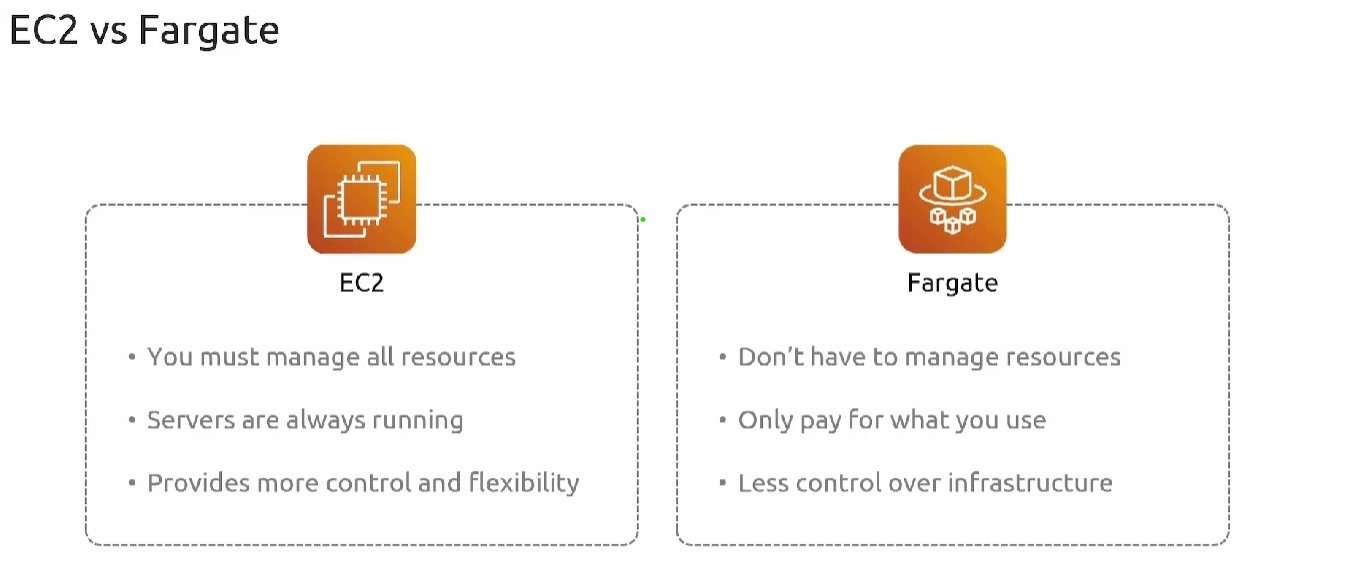 EC2 vs Fargate
EC2
• You must manage all resources
• Servers are always running
• Provides more control and flexibility
Fargate
• Don’t have to manage resources
• Only pay for what you use
• Less control over infrastructure